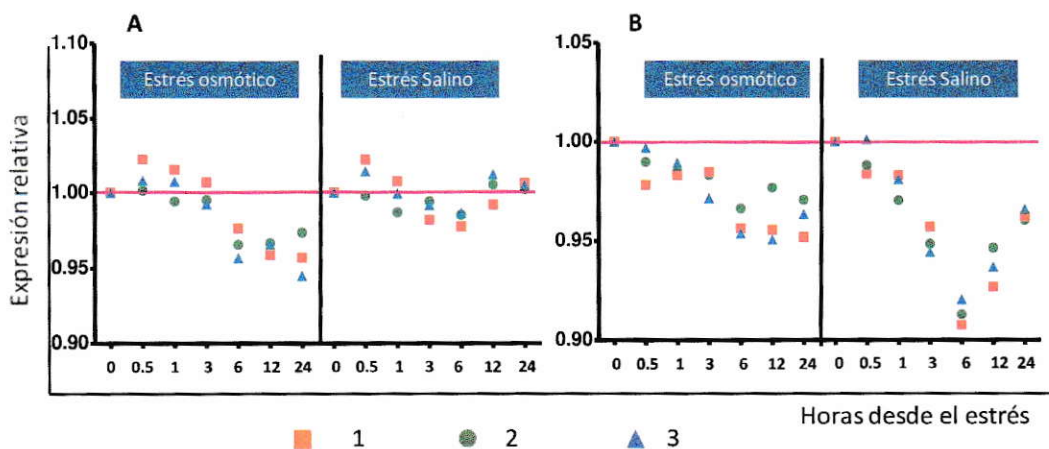 A
B
1.10
1.05
1.00
0.95
0.90
1.05
1.00
0.95
0.90
Estrés osmótico
Estrés Salino
Estrés osmótico
Estrés Salino
Expresión relativa
0 0.5 1 3 6 12 24
0 0.5 1 3 6 12 24
0 0.5 1 3 6 12 24
0 0.5 1 3 6 12 24
Horas desde el estrés
1 2 3